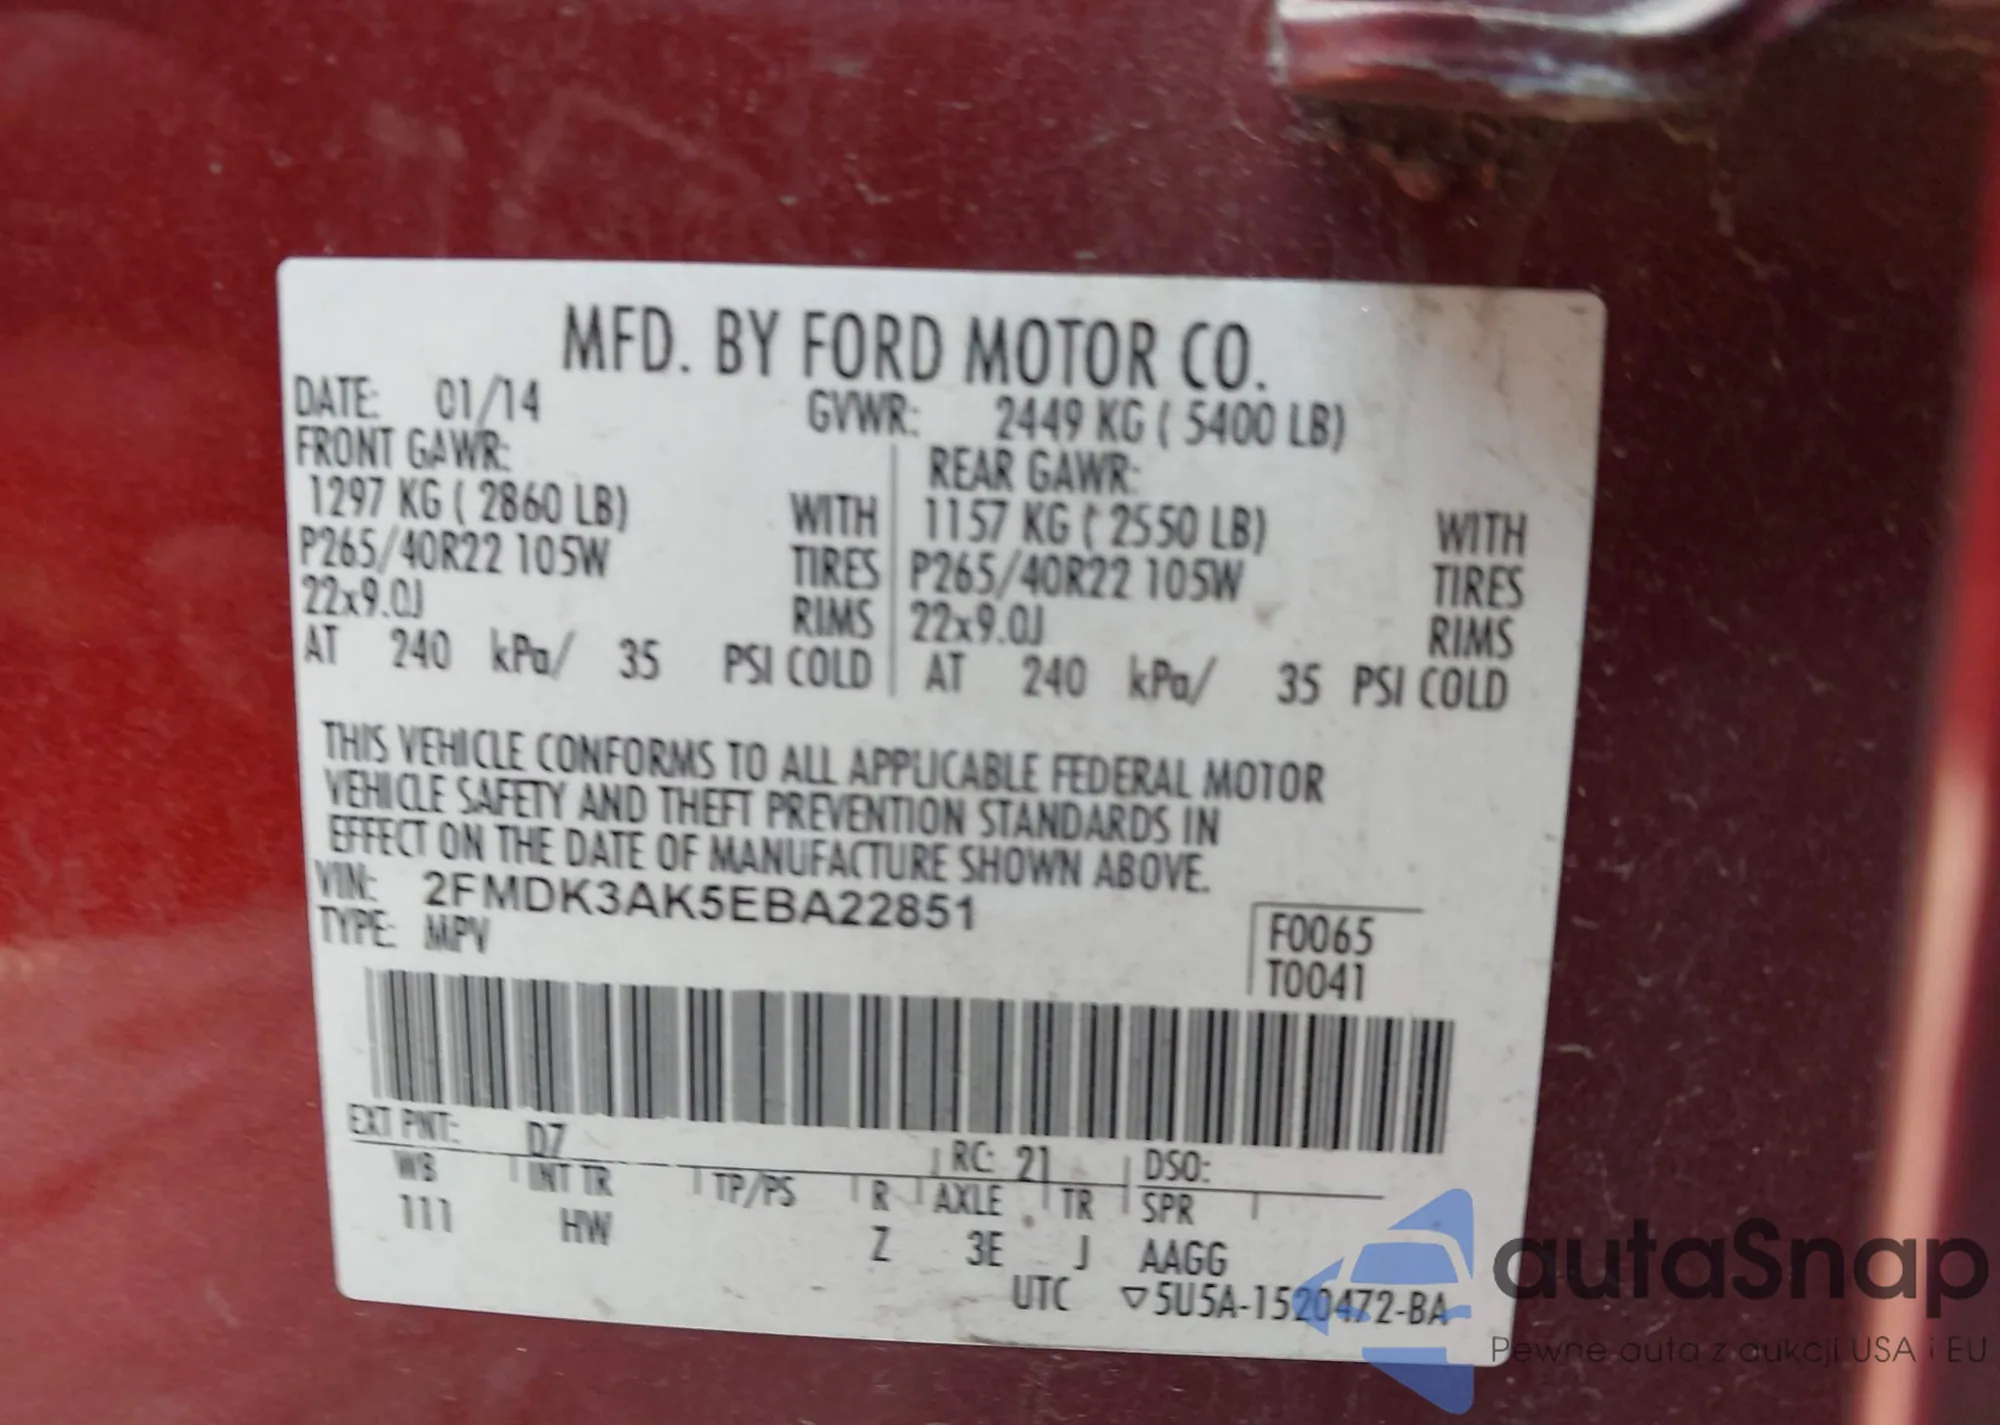 MFD. BY FORD MOTOR CO.
DATE: 01/14 GVWR: 2449 KG ( 5400 LB)
FRONT GAWR: REAR GAWR:
1297 KG ( 2860 LB) WITH 1157 KG ( 2550 LB) WITH
P265/40R22 105W TIRES P265/40R22 105W TIRES
22x9.0J RIMS 22x9.0J RIMS
AT 240 kPa/ 35 PSI COLD AT 240 kPa/ 35 PSI COLD
THIS VEHICLE CONFORMS TO ALL APPLICABLE FEDERAL MOTOR
VEHICLE SAFETY AND THEFT PREVENTION STANDARDS IN
EFFECT ON THE DATE OF MANUFACTURE SHOWN ABOVE.
VIN: 2FMDK3AK5EBA22851
TYPE: MPV
F0065
T0041
EXT PNT: D7 RC: 21 DSO:
WB INT TR TP/PS R AXLE TR SPR
111 HW Z 3E J AAGG
UTC ▽5U5A-1520472-BA
autaSnap
Pewne auta z aukcji USA i EU